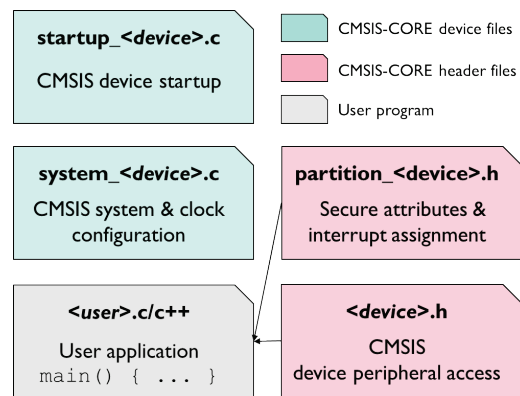 startup_<device>.c
CMSIS device startup
CMSIS-CORE device files
CMSIS-CORE header files
User program
system_<device>.c
CMSIS system & clock
configuration
partition_<device>.h
Secure attributes &
interrupt assignment
<user>.c/c++
User application
main() { ... }
<device>.h
CMSIS
device peripheral access